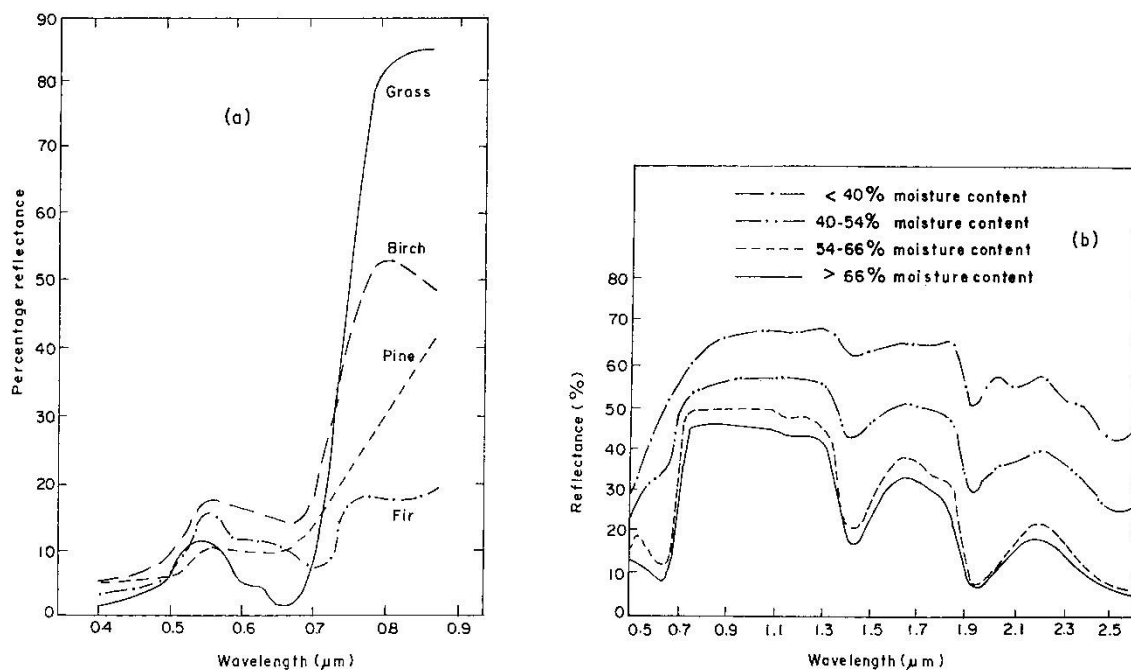 90
80
70
60
50
40
30
20
10
0
Percentage reflectance
(a)
Grass
Birch
Pine
Fir
04
0.5
0.6
0.7
0.8
0.9
Wavelength (μm)
< 40% moisture content
40-54% moisture content
54-66% moisture content
> 66% moisture content
(b)
80
70
60
50
40
30
20
10
0
Reflectance (%)
0.5
0.7
0.9
1.1
1.3
1.5
1.7
1.9
2.1
2.3
2.5
Wavelength (μm)